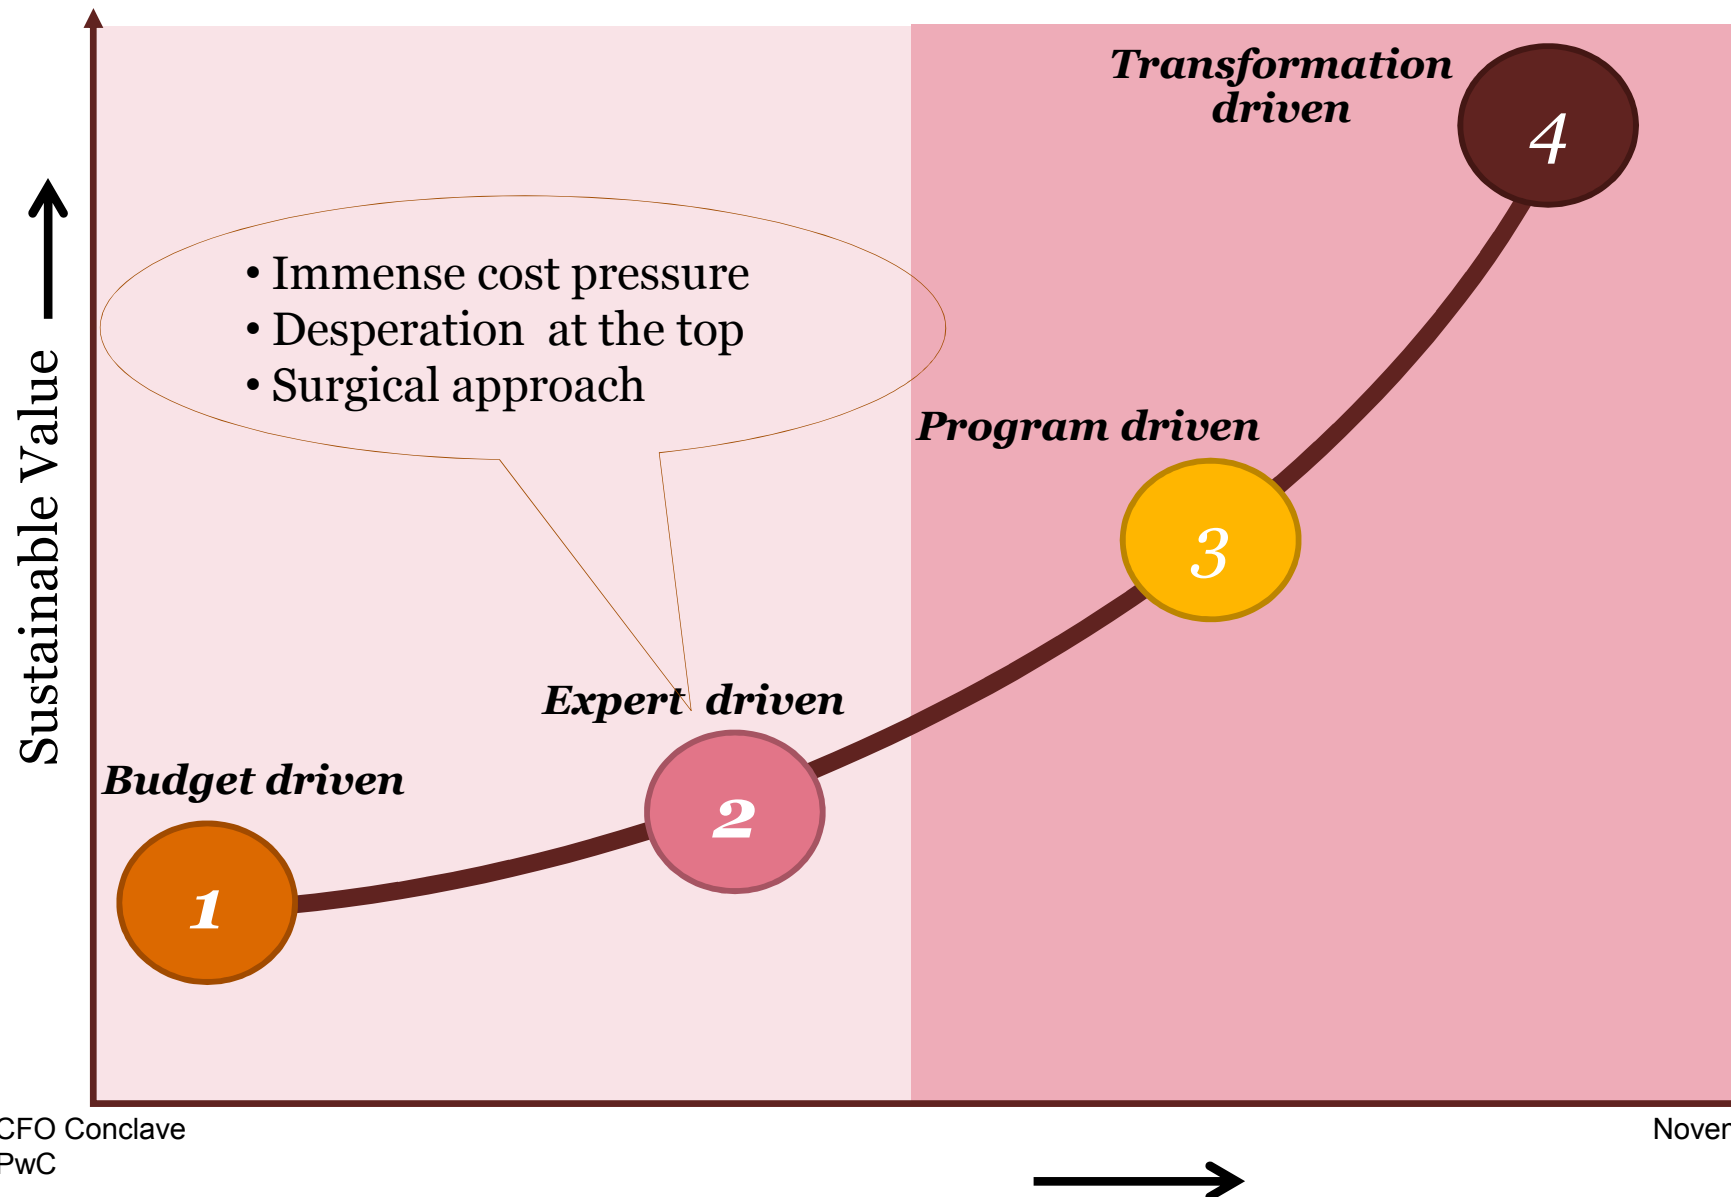 Transformation
driven
4
• Immense cost pressure
• Desperation at the top
• Surgical approach
Sustainable Value
Program driven
3
Expert driven
2
Budget driven
1
CFO Conclave
PwC